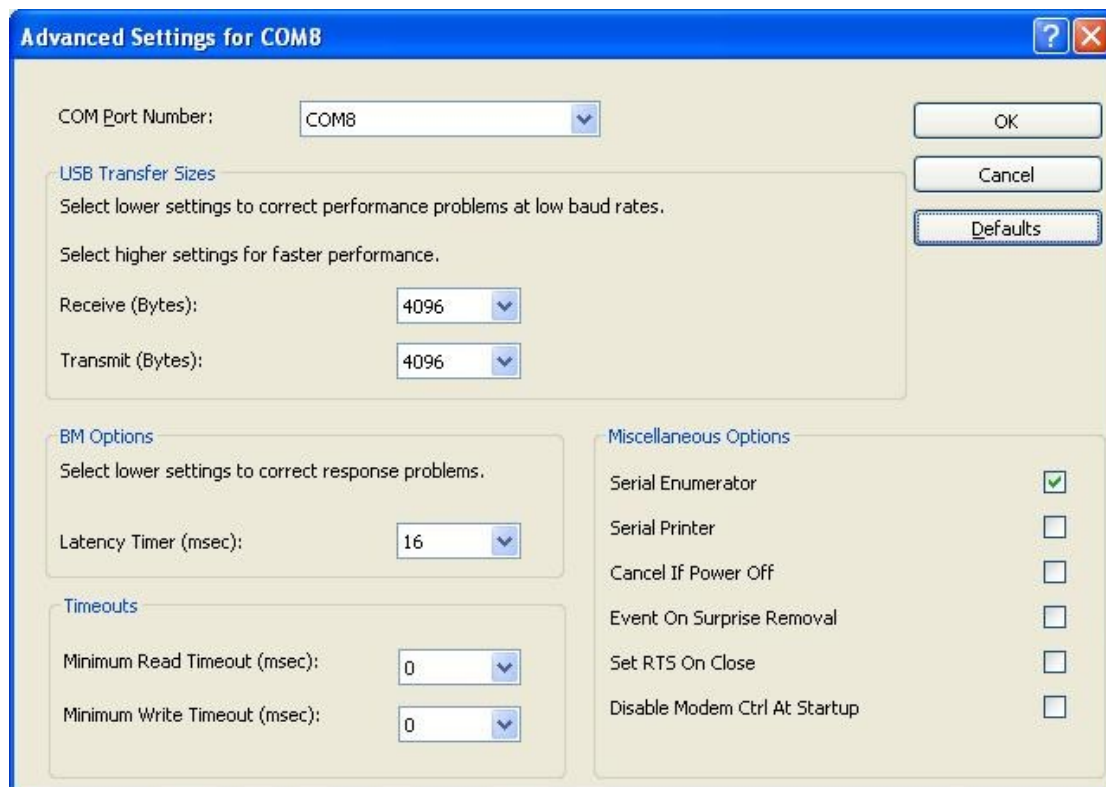 Advanced Settings for COM8
COM Port Number:
COM8
OK
Cancel
Defaults
USB Transfer Sizes
Select lower settings to correct performance problems at low baud rates.
Select higher settings for faster performance.
Receive (Bytes):
4096
Transmit (Bytes):
4096
BM Options
Select lower settings to correct response problems.
Latency Timer (msec):
16
Timeouts
Minimum Read Timeout (msec):
0
Minimum Write Timeout (msec):
0
Miscellaneous Options
Serial Enumerator
Serial Printer
Cancel If Power Off
Event On Surprise Removal
Set RTS On Close
Disable Modem Ctrl At Startup